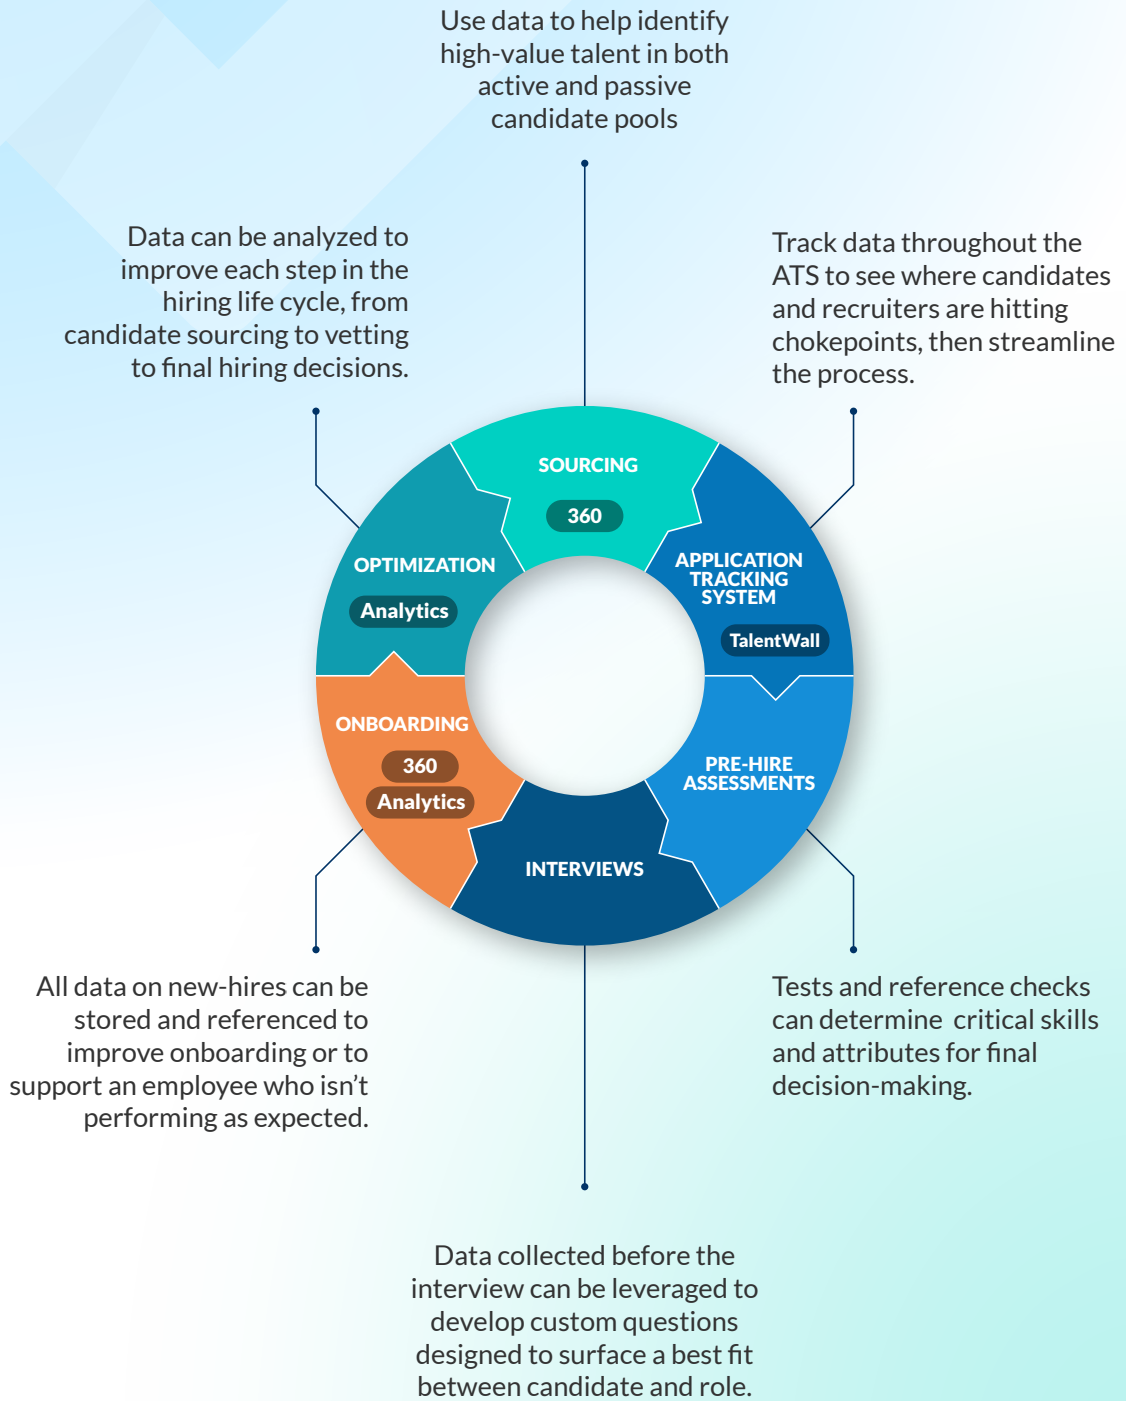 Use data to help identify
high-value talent in both
active and passive
candidate pools
Data can be analyzed to
improve each step in the
hiring life cycle, from
candidate sourcing to vetting
to final hiring decisions.
Track data throughout the
ATS to see where candidates
and recruiters are hitting
chokepoints, then streamline
the process.
SOURCING
360
APPLICATION
TRACKING
SYSTEM
TalentWall
OPTIMIZATION
Analytics
ONBOARDING
360
Analytics
PRE-HIRE
ASSESSMENTS
INTERVIEWS
All data on new-hires can be
stored and referenced to
improve onboarding or to
support an employee who isn’t
performing as expected.
Tests and reference checks
can determine critical skills
and attributes for final
decision-making.
Data collected before the
interview can be leveraged to
develop custom questions
designed to surface a best fit
between candidate and role.